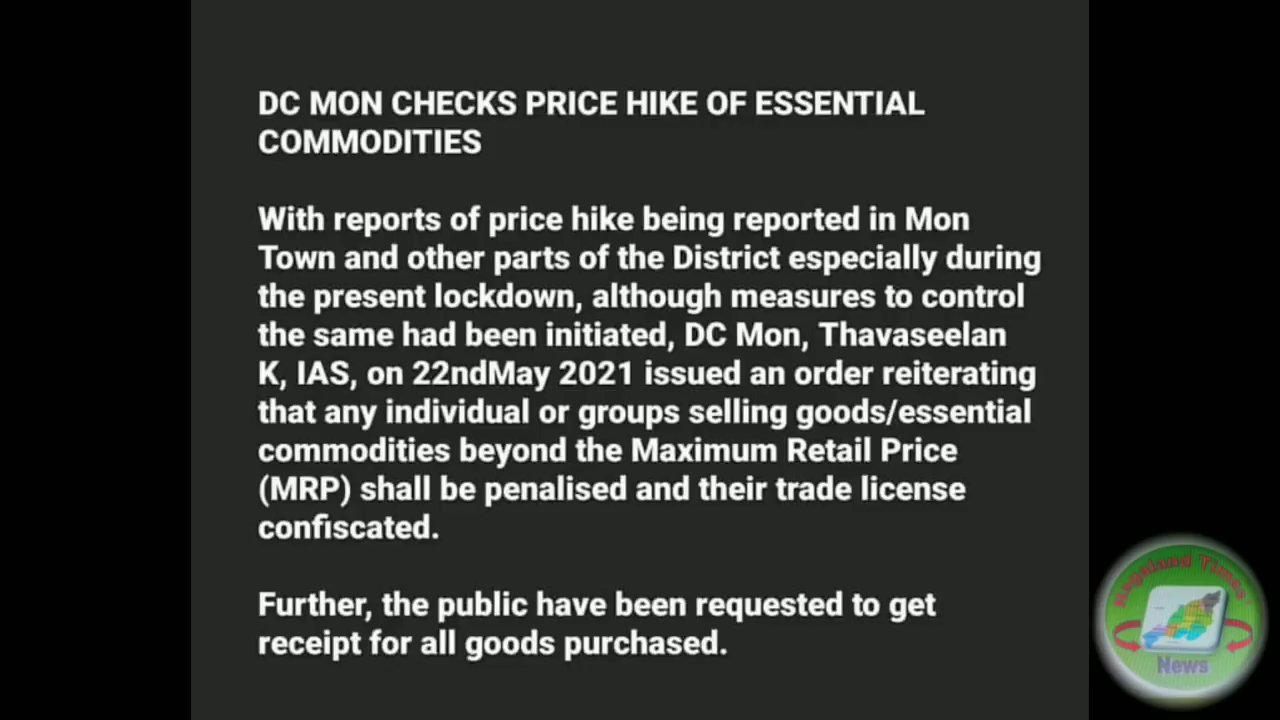 DC MON CHECKS PRICE HIKE OF ESSENTIAL
COMMODITIES
With reports of price hike being reported in Mon
Town and other parts of the District especially during
the present lockdown, although measures to control
the same had been initiated, DC Mon, Thavaseelan
K, IAS, on 22ndMay 2021 issued an order reiterating
that any individual or groups selling goods/essential
commodities beyond the Maximum Retail Price
(MRP) shall be penalised and their trade license
confiscated.
Further, the public have been requested to get
receipt for all goods purchased.
Nagaland Times
News